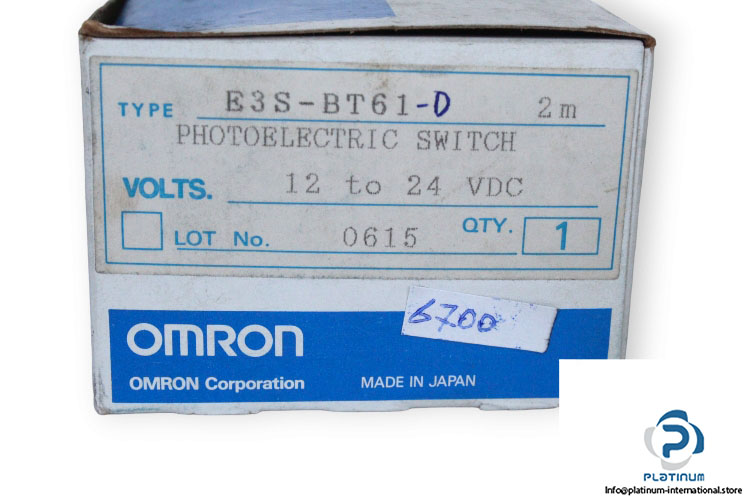 TYPE E3S-BT61-D 2m
PHOTOELECTRIC SWITCH
VOLTS. 12 to 24 VDC
LOT No. 0615 QTY. 1
6700
OMRON
OMRON Corporation MADE IN JAPAN
PLATINUM
Info@platinum-international.store